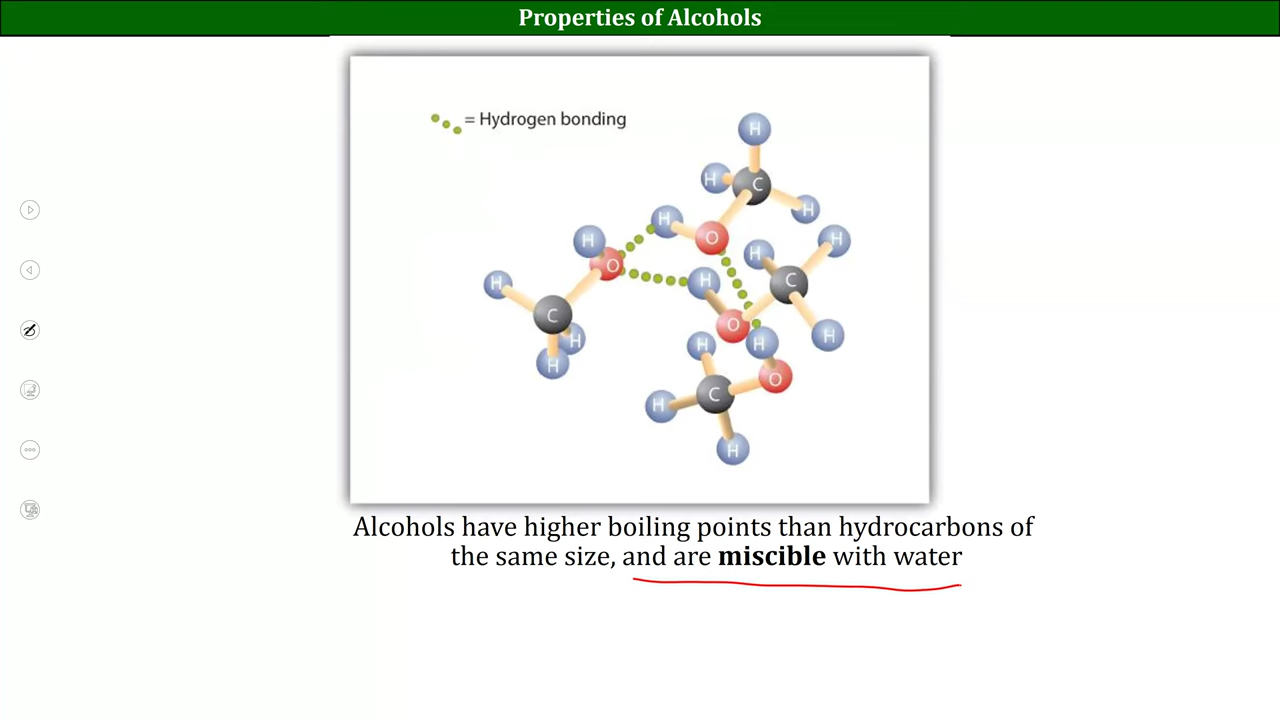 Properties of Alcohols
= Hydrogen bonding
H
H
C
H
H
O
H
H
O
H
H
H
C
H
H
C
O
H
H
H
H
H
O
C
H
H
Alcohols have higher boiling points than hydrocarbons of
the same size, and are miscible with water